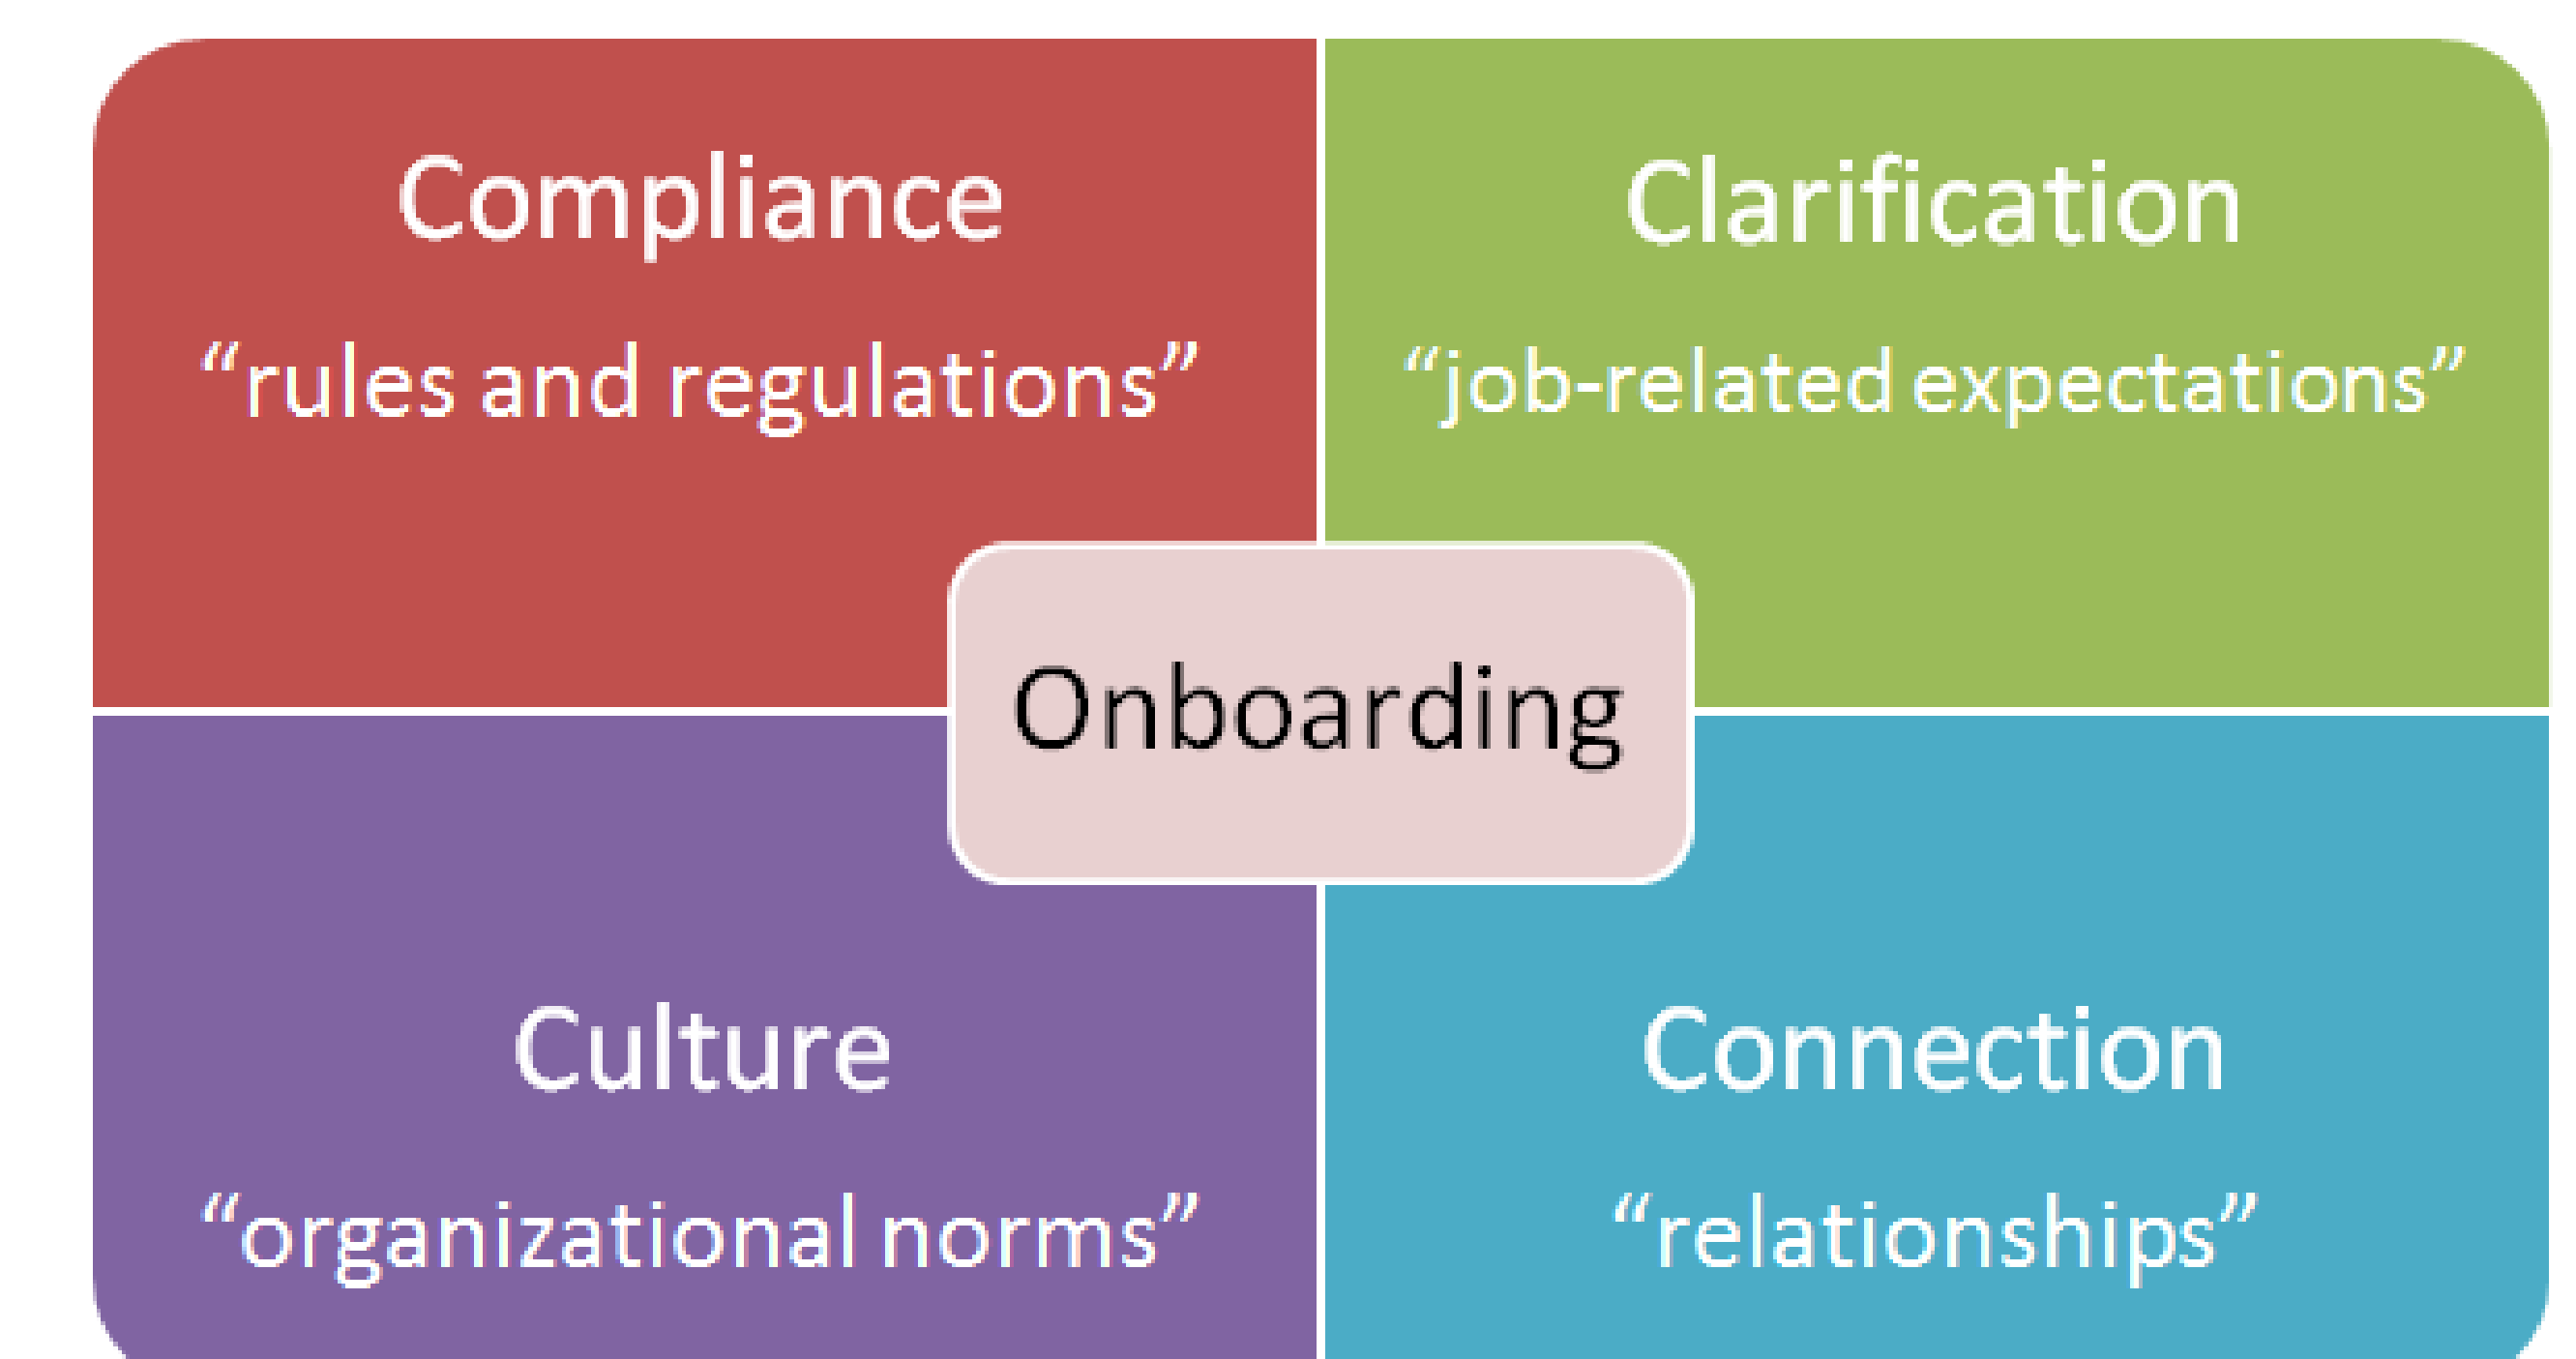 Compliance
“rules and regulations”
Clarification
“job-related expectations”
Onboarding
Culture
“organizational norms”
Connection
“relationships”